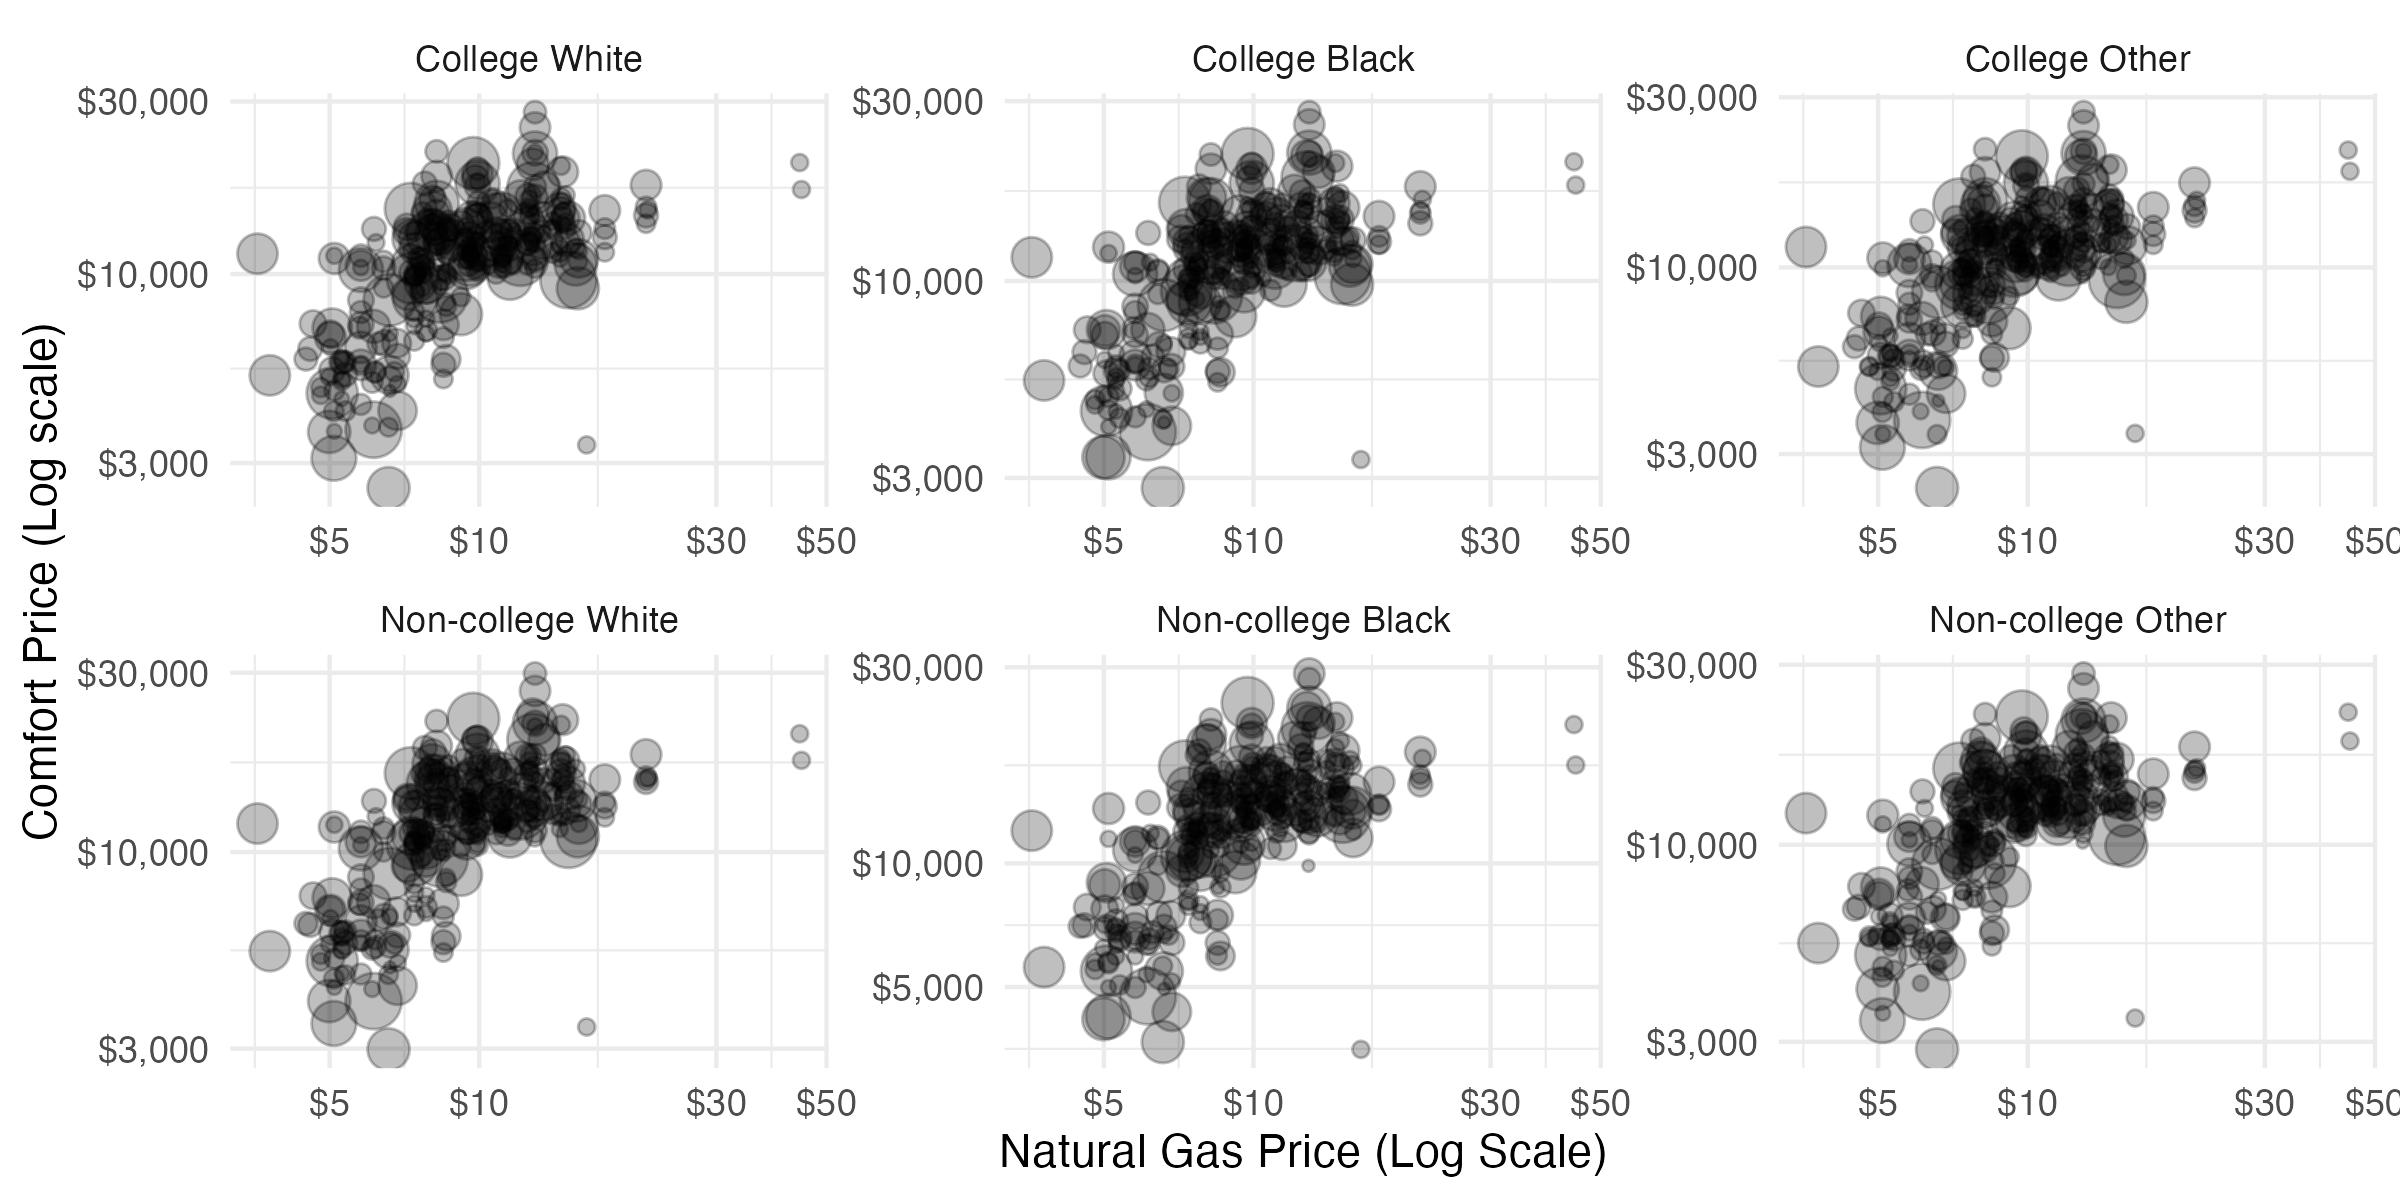 College White
College Black
College Other
$30,000
$10,000
$3,000
$30,000
$10,000
$3,000
$30,000
$10,000
$3,000
$5 $10 $30 $50
$5 $10 $30 $50
$5 $10 $30 $50
Non-college White
Non-college Black
Non-college Other
$30,000
$10,000
$3,000
$30,000
$10,000
$5,000
$30,000
$10,000
$3,000
$5 $10 $30 $50
$5 $10 $30 $50
$5 $10 $30 $50
Comfort Price (Log scale)
Natural Gas Price (Log Scale)